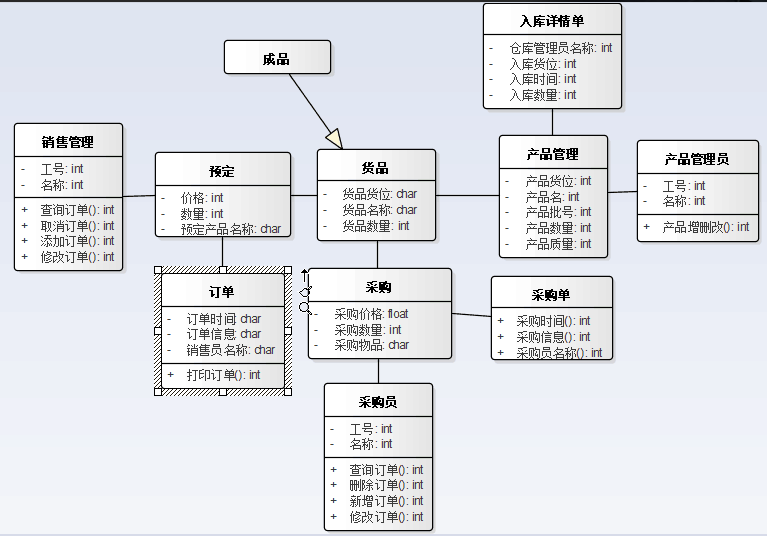 入库详情单
- 仓库管理员名称: int
- 入库货位: int
- 入库时间: int
- 入库数量: int
成品
销售管理
- 工号: int
- 名称: int
+ 查询订单(): int
+ 取消订单(): int
+ 添加订单(): int
+ 修改订单(): int
预定
- 价格: int
- 数量: int
- 预定产品名称: char
货品
- 货品货位: char
- 货品名称: char
- 货品数量: int
产品管理
- 产品货位: int
- 产品名: int
- 产品批号: int
- 产品数量: int
- 产品质量: int
产品管理员
- 工号: int
- 名称: int
+ 产品增删改(): int
订单
- 订单时间: char
- 订单信息: char
- 销售员名称: char
+ 打印订单(): int
采购
- 采购价格: float
- 采购数量: int
- 采购物品: char
采购单
+ 采购时间(): int
+ 采购信息(): int
+ 采购员名称(): int
采购员
- 工号: int
- 名称: int
+ 查询订单(): int
+ 删除订单(): int
+ 新增订单(): int
+ 修改订单(): int